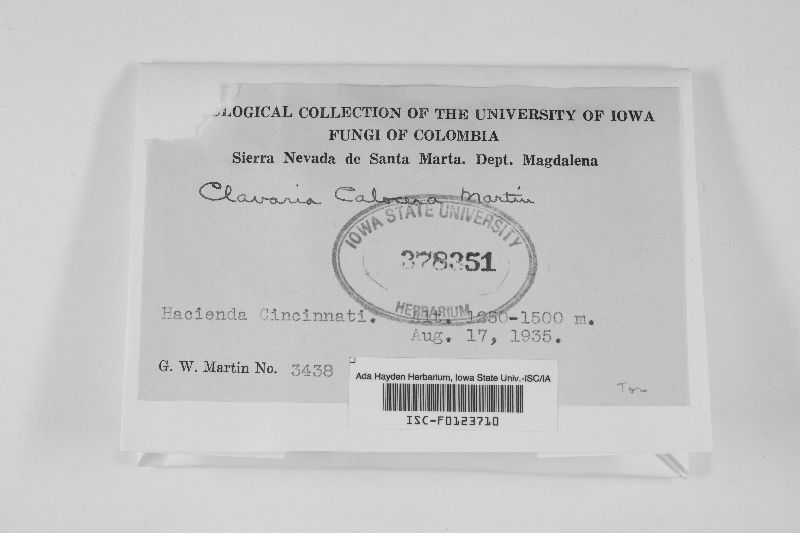 OLOGICAL COLLECTION OF THE UNIVERSITY OF IOWA
FUNGI OF COLOMBIA
Sierra Nevada de Santa Marta. Dept. Magdalena
Clavaria Calocera Martin
IOWA STATE UNIVERSITY
378351
HERBARIUM
Hacienda Cincinnati. Alt. 1250-1500 m.
Aug. 17, 1935.
G. W. Martin No. 3438
Ada Hayden Herbarium, Iowa State Univ.-ISC/IA
ISC-F0123710